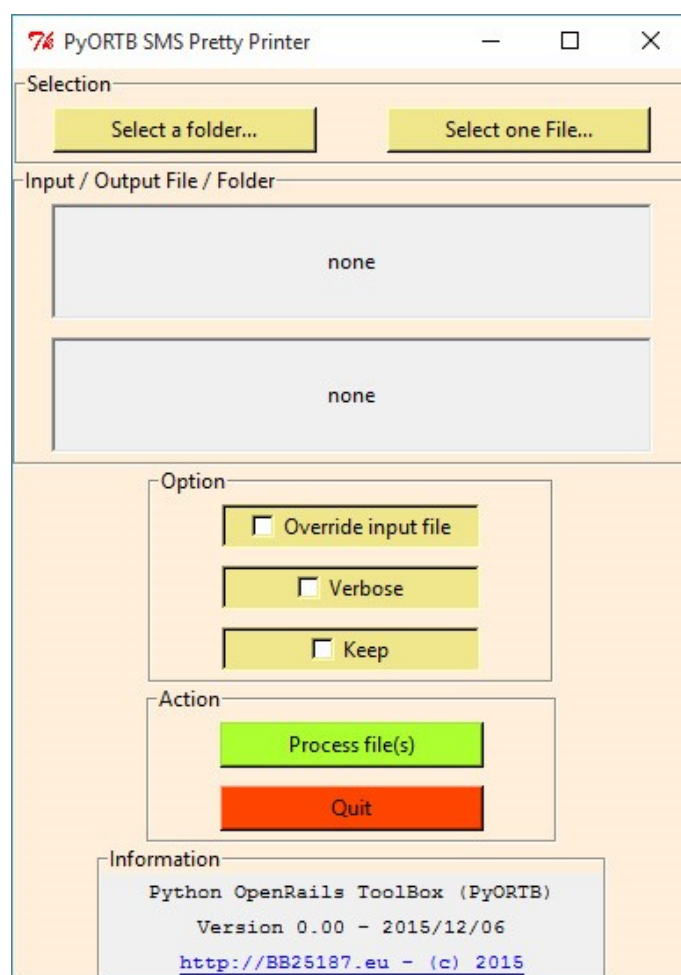 PyORTB SMS Pretty Printer
Selection
Select a folder... Select one File...
Input / Output File / Folder
none
none
Option
Override input file
Verbose
Keep
Action
Process file(s)
Quit
Information
Python OpenRails ToolBox (PyORTB)
Version 0.00 - 2015/12/06
http://BB25187.eu - (c) 2015